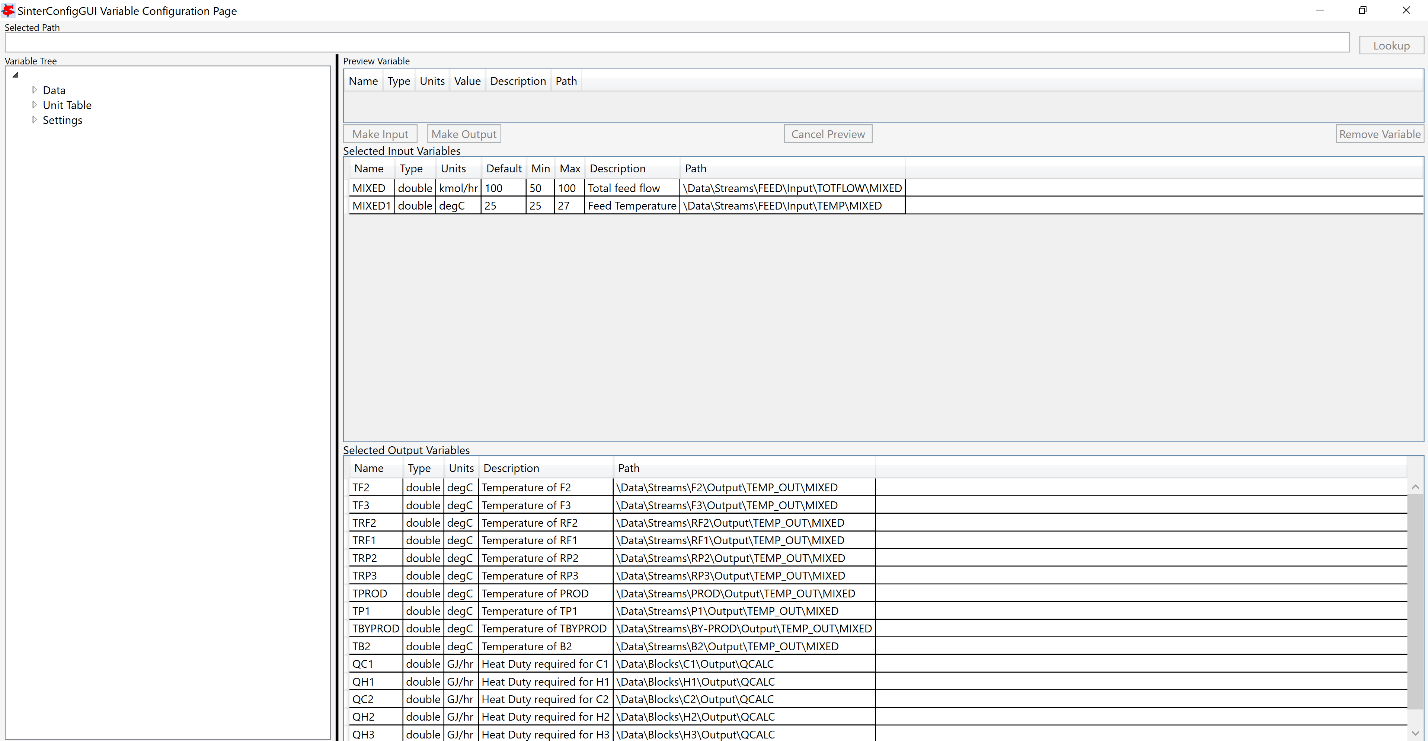 SinterConfigGUI Variable Configuration Page
Selected Path
Lookup
Variable Tree
Data
Unit Table
Settings
Preview Variable
Name Type Units Value Description Path
Make Input Make Output Cancel Preview Remove Variable
Selected Input Variables
Name Type Units Default Min Max Description Path
MIXED double kmol/hr 100 50 100 Total feed flow \Data\Streams\FEED\Input\TOTFLOW\MIXED
MIXED1 double degC 25 25 27 Feed Temperature \Data\Streams\FEED\Input\TEMP\MIXED
Selected Output Variables
Name Type Units Description Path
TF2 double degC Temperature of F2 \Data\Streams\F2\Output\TEMP_OUT\MIXED
TF3 double degC Temperature of F3 \Data\Streams\F3\Output\TEMP_OUT\MIXED
TRF2 double degC Temperature of RF2 \Data\Streams\RF2\Output\TEMP_OUT\MIXED
TRF1 double degC Temperature of RF1 \Data\Streams\RF1\Output\TEMP_OUT\MIXED
TRP2 double degC Temperature of RP2 \Data\Streams\RP2\Output\TEMP_OUT\MIXED
TRP3 double degC Temperature of RP3 \Data\Streams\RP3\Output\TEMP_OUT\MIXED
TPROD double degC Temperature of PROD \Data\Streams\PROD\Output\TEMP_OUT\MIXED
TP1 double degC Temperature of TP1 \Data\Streams\P1\Output\TEMP_OUT\MIXED
TBYPROD double degC Temperature of TBYPROD \Data\Streams\BY-PROD\Output\TEMP_OUT\MIXED
TB2 double degC Temperature of B2 \Data\Streams\B2\Output\TEMP_OUT\MIXED
QC1 double GJ/hr Heat Duty required for C1 \Data\Blocks\C1\Output\QCALC
QH1 double GJ/hr Heat Duty required for H1 \Data\Blocks\H1\Output\QCALC
QC2 double GJ/hr Heat Duty required for C2 \Data\Blocks\C2\Output\QCALC
QH2 double GJ/hr Heat Duty required for H2 \Data\Blocks\H2\Output\QCALC
QH3 double GJ/hr Heat Duty required for H3 \Data\Blocks\H3\Output\QCALC